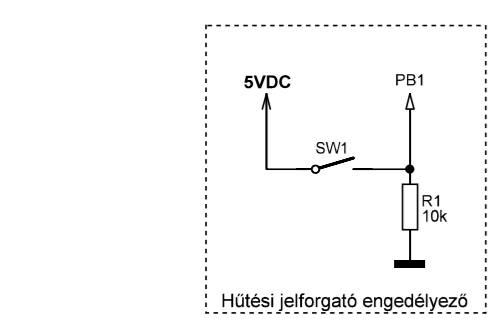 5VDC
PB1
SW1
R1
10k
Hűtési jelforgató engedélyező